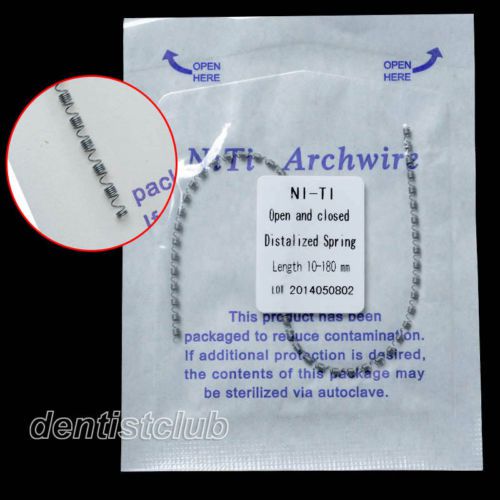 OPEN
HERE
OPEN
HERE
NiTi Archwire
pack
If
NI-TI
Open and closed
Distalized Spring
Length 10-180 mm
LOT 2014050802
This product has been
packaged to reduce contamination.
If additional protection is desired,
the contents of this package may
be sterilized via autoclave.
dentistclub